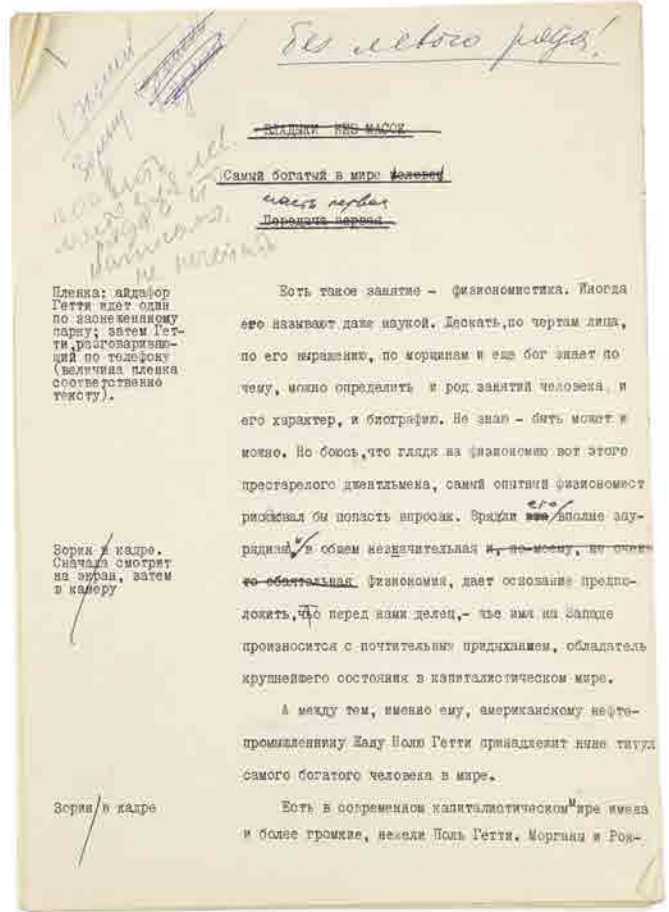 Без левого ряда!
Зорину
ВЛАДЫКИ БЕЗ МАСОК
Самый богатый в мире человек
часть первая
Передача первая
не печатать
Пленка: айдафор
Гетти идет один
по заснеженному
парку; затем Гет-
ти, разговариваю-
щий по телефону
(величина пленка
соответственно
тексту).
Есть такое занятие - физиономистика. Иногда
его называют даже наукой. Дескать, по чертам лица,
по его выражению, по морщинам и еще бог знает по
чему, можно определить и род занятий человека, и
его характер, и биографию. Не знаю - быть может и
можно. Но боюсь, что глядя на физиономию вот этого
престарелого джентльмена, самый опытный физиономист
рисковал бы попасть впросак. Врядли его вполне зау-
рядная, и в общем незначительная и, по-моему, не очень
то обаятельная физиономия, дает основание предпо-
ложить, что перед нами делец,- чье имя на Западе
произносится с почтительным придыханием, обладатель
крупнейшего состояния в капиталистическом мире.
Зорин в кадре.
Сначала смотрит
на экран, затем
в камеру
А между тем, именно ему, американскому нефте-
промышленнику Жаду Полю Гетти принадлежит ныне титул
самого богатого человека в мире.
Зорин в кадре
Есть в современном капиталистическом мире имена
и более громкие, нежели Поль Гетти. Морганы и Рок-